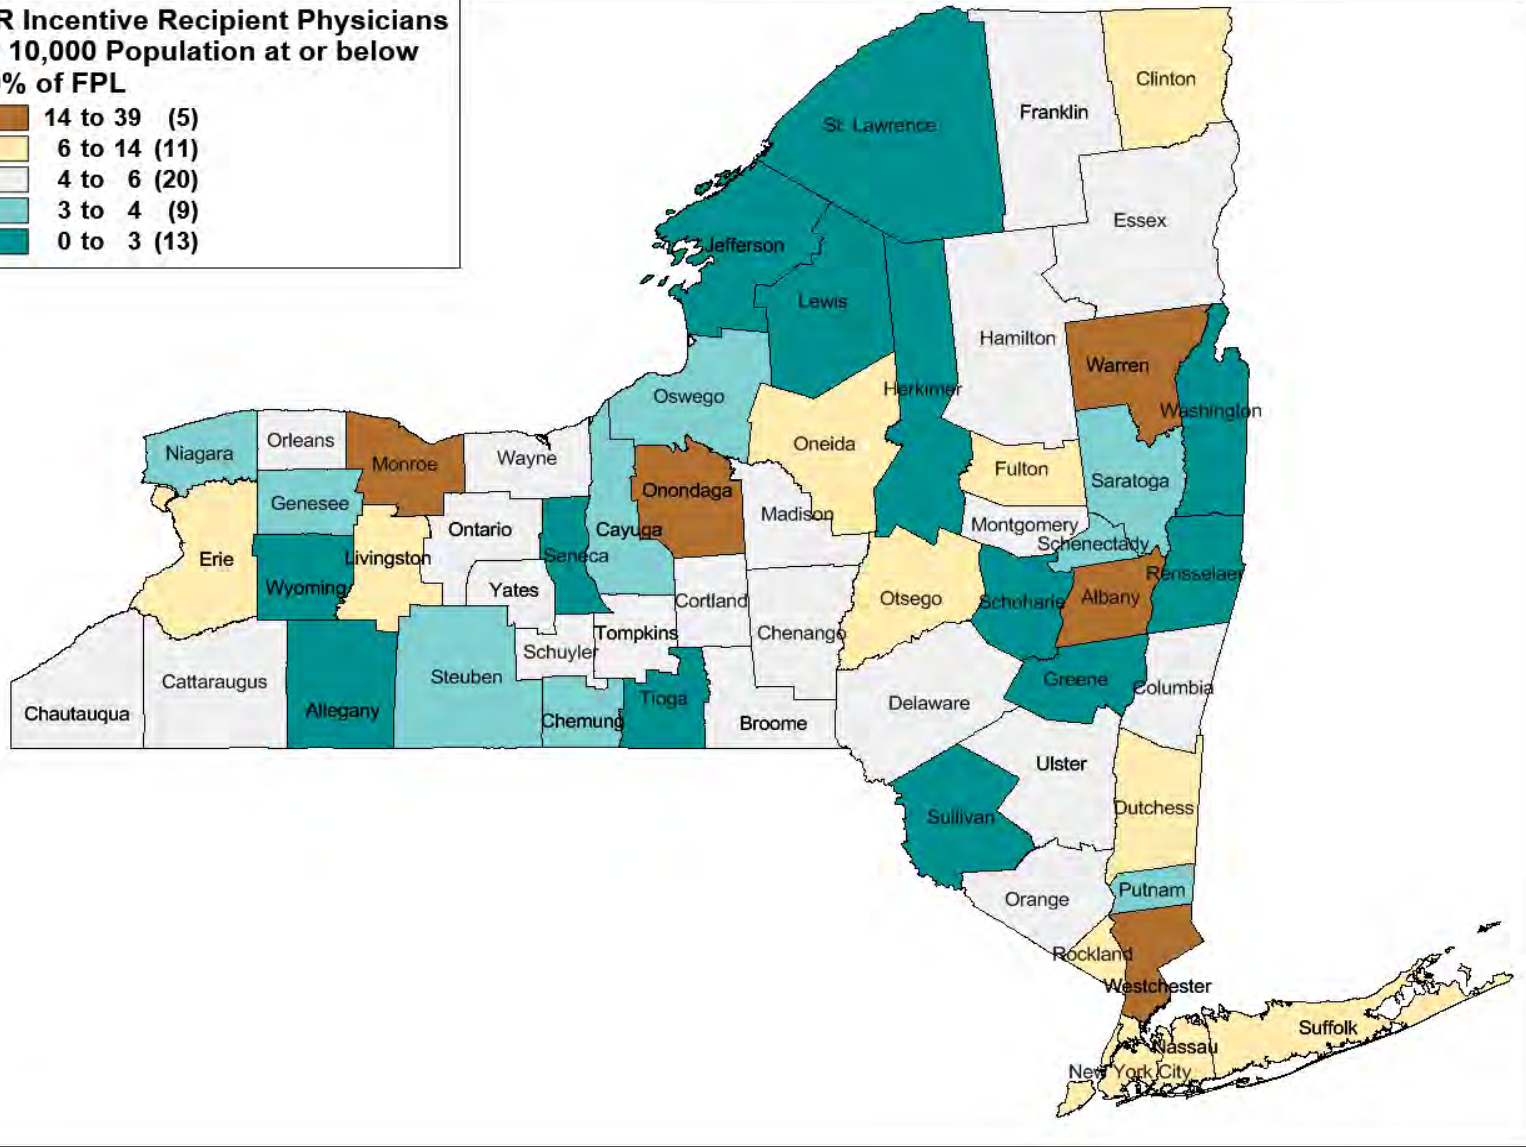 R Incentive Recipient Physicians
10,000 Population at or below
% of FPL
14 to 39 (5)
6 to 14 (11)
4 to 6 (20)
3 to 4 (9)
0 to 3 (13)
Clinton
Franklin
St. Lawrence
Essex
Jefferson
Lewis
Hamilton
Warren
Herkimer
Oswego
Washington
Orleans
Oneida
Niagara
Wayne
Monroe
Fulton
Saratoga
Onondaga
Genesee
Madison
Montgomery
Ontario
Cayuga
Schenectady
Seneca
Livingston
Erie
Rensselaer
Wyoming
Yates
Albany
Otsego
Cortland
Schoharie
Tompkins
Chenango
Schuyler
Steuben
Greene
Cattaraugus
Columbia
Tioga
Delaware
Allegany
Chautauqua
Chemung
Broome
Ulster
Dutchess
Sullivan
Putnam
Orange
Rockland
Westchester
Suffolk
Nassau
New York City